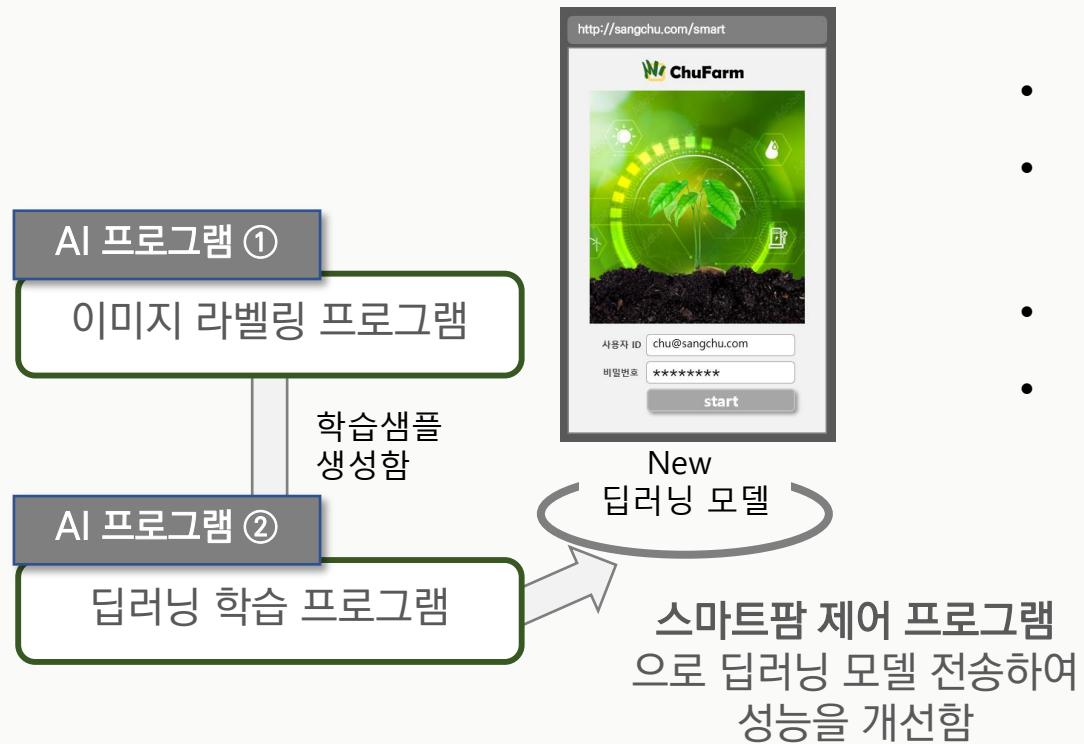 http://sangchu.com/smart
ChuFarm
사용자 ID chu@sangchu.com
비밀번호 ********
start
AI 프로그램 ①
이미지 라벨링 프로그램
학습샘플
생성함
AI 프로그램 ②
딥러닝 학습 프로그램
New
딥러닝 모델
스마트팜 제어 프로그램
으로 딥러닝 모델 전송하여
성능을 개선함